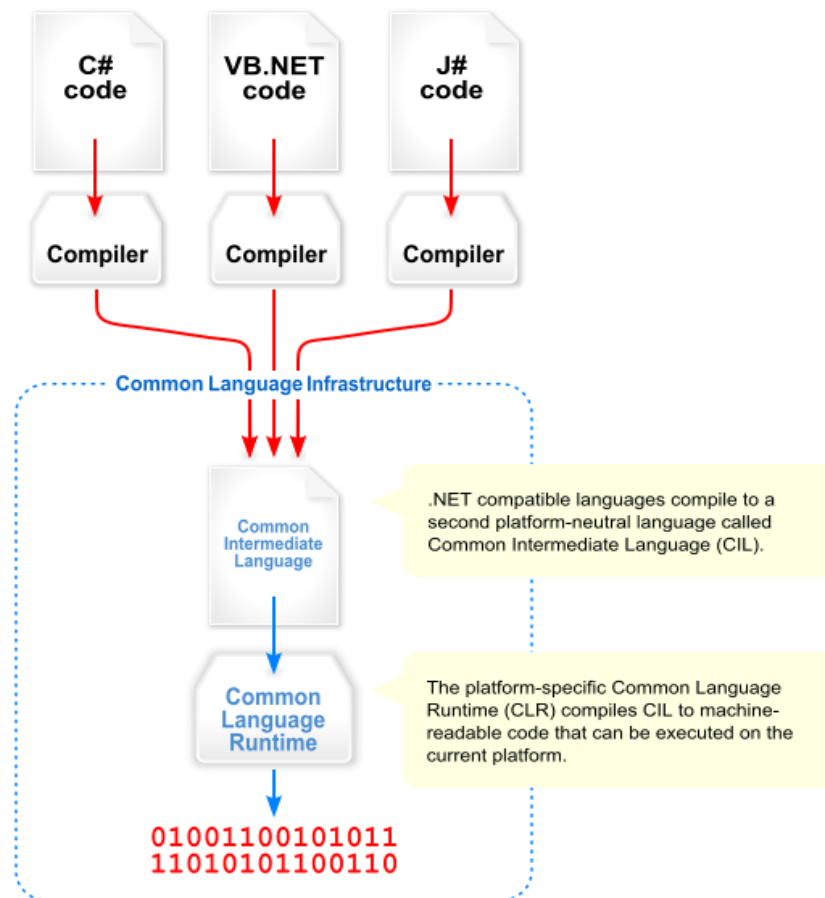 C#
code
VB.NET
code
J#
code
Compiler
Compiler
Compiler
Common Language Infrastructure
Common
Intermediate
Language
.NET compatible languages compile to a
second platform-neutral language called
Common Intermediate Language (CIL).
Common
Language
Runtime
The platform-specific Common Language
Runtime (CLR) compiles CIL to machine-
readable code that can be executed on the
current platform.
01001100101011
11010101100110